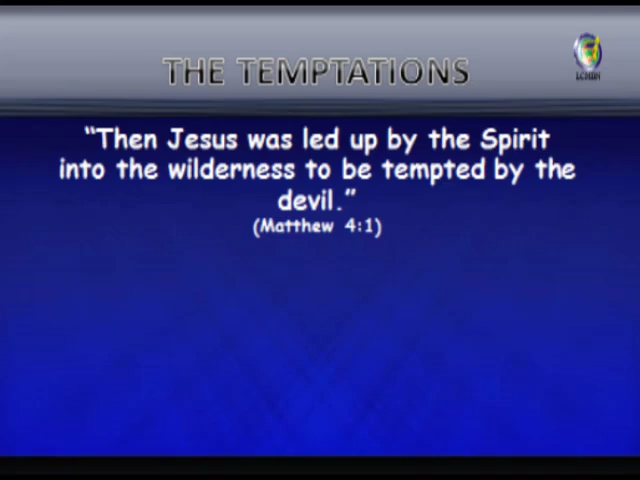 THE TEMPTATIONS
“Then Jesus was led up by the Spirit
into the wilderness to be tempted by the
devil.”
(Matthew 4:1)